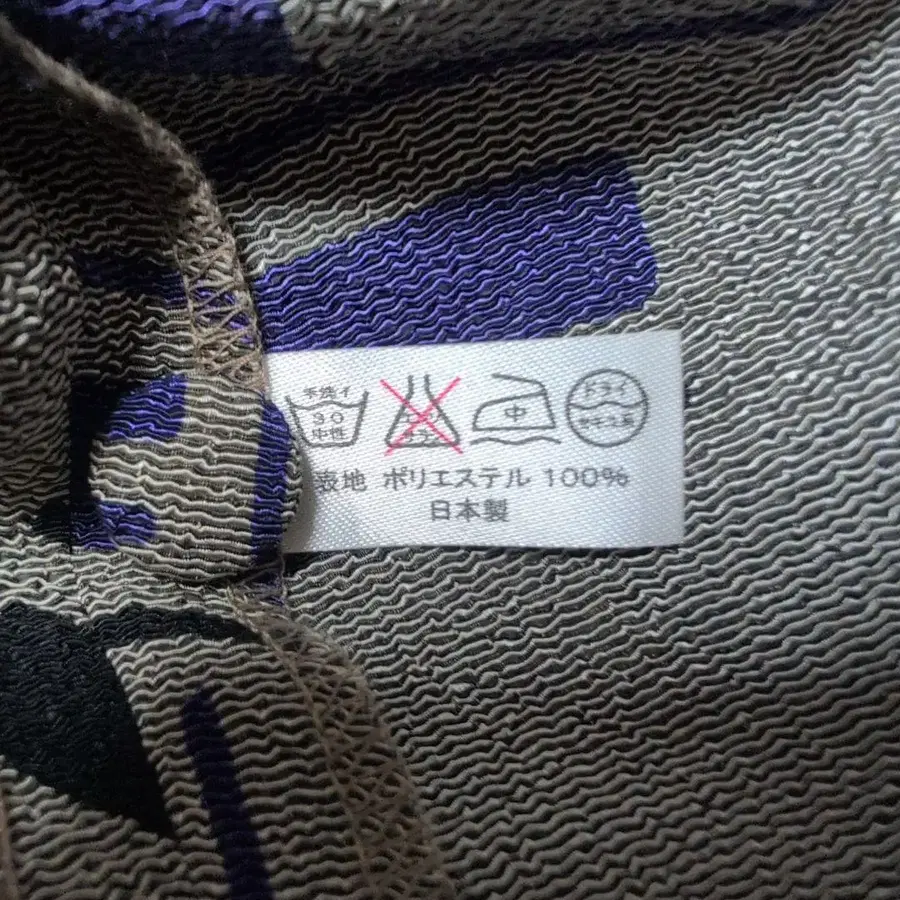 手洗イ 30 中性 中 ドライ セキユ系
表地 ポリエステル 100%
日本製